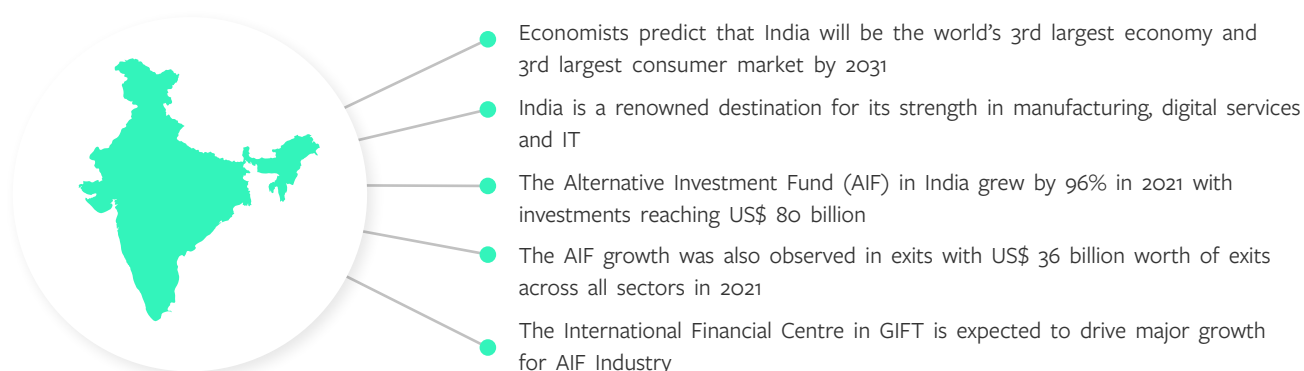 Economists predict that India will be the world’s 3rd largest economy and
3rd largest consumer market by 2031
India is a renowned destination for its strength in manufacturing, digital services
and IT
The Alternative Investment Fund (AIF) in India grew by 96% in 2021 with
investments reaching US$ 80 billion
The AIF growth was also observed in exits with US$ 36 billion worth of exits
across all sectors in 2021
The International Financial Centre in GIFT is expected to drive major growth
for AIF Industry